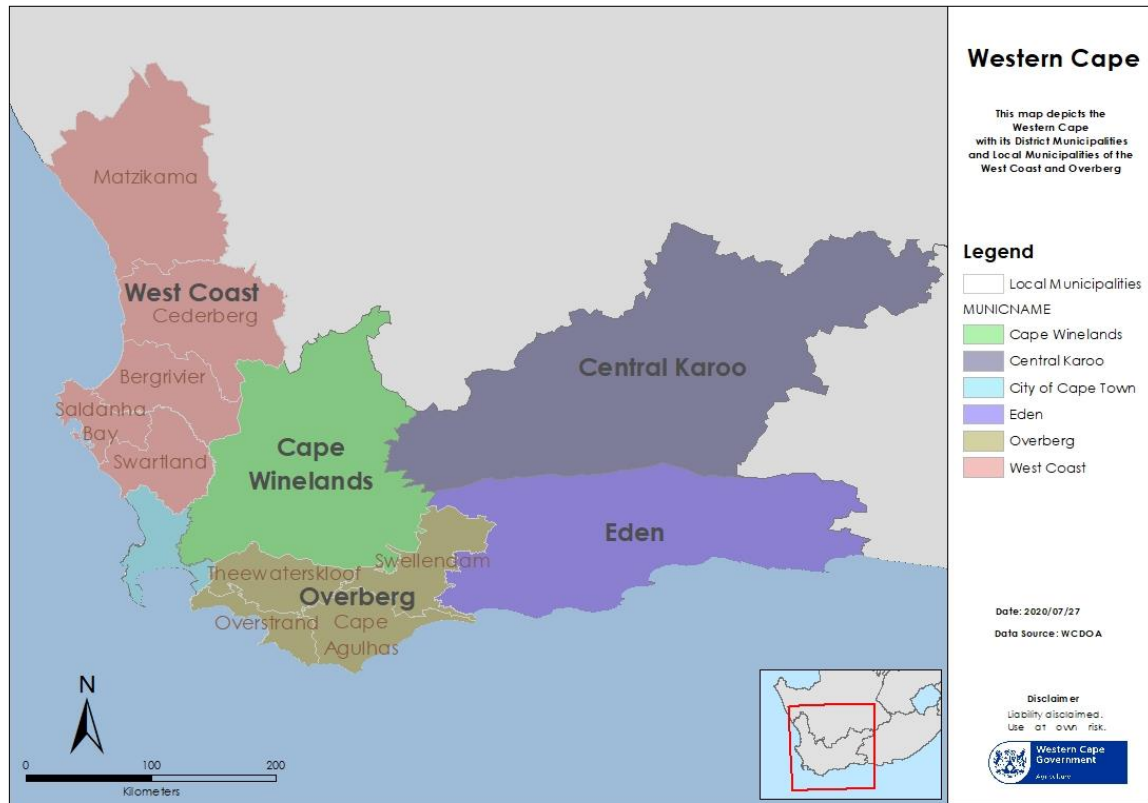 Matzikama
West Coast
Cederberg
Bergrivier
Saldanha
Bay
Swartland
Central Karoo
Cape
Winelands
Eden
Swellendam
Theewaterskloof
Overberg
Overstrand
Cape
Agulhas
N
0 100 200
Kilometers
Western Cape
This map depicts the
Western Cape
with its District Municipalities
and Local Municipalities of the
West Coast and Overberg
Legend
Local Municipalities
MUNICNAME
Cape Winelands
Central Karoo
City of Cape Town
Eden
Overberg
West Coast
Date: 2020/07/27
Data Source: WCDOA
Disclaimer
Liability disclaimed.
Use at own risk.
Western Cape
Government
Agriculture